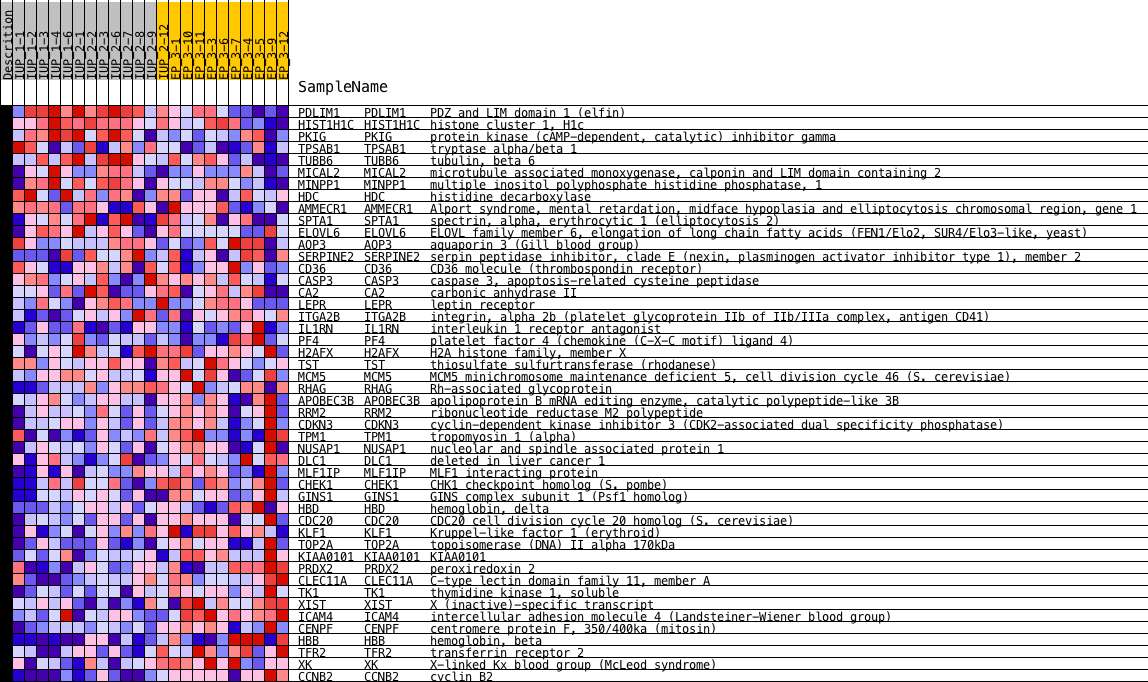 Descrition
IUP_1-1
IUP_1-2
IUP_1-3
IUP_1-4
IUP_1-6
IUP_2-1
IUP_2-2
IUP_2-3
IUP_2-6
IUP_2-7
IUP_2-8
IUP_2-9
IUP_2-12
EP_3-1
EP_3-10
EP_3-11
EP_3-3
EP_3-6
EP_3-7
EP_3-4
EP_3-5
EP_3-9
EP_3-12
SampleName
PDLIM1 PDLIM1 PDZ and LIM domain 1 (elfin)
HIST1H1C HIST1H1C histone cluster 1, H1c
PKIG PKIG protein kinase (cAMP-dependent, catalytic) inhibitor gamma
TPSAB1 TPSAB1 tryptase alpha/beta 1
TUBB6 TUBB6 tubulin, beta 6
MICAL2 MICAL2 microtubule associated monoxygenase, calponin and LIM domain containing 2
MINPP1 MINPP1 multiple inositol polyphosphate histidine phosphatase, 1
HDC HDC histidine decarboxylase
AMMECR1 AMMECR1 Alport syndrome, mental retardation, midface hypoplasia and elliptocytosis chromosomal region, gene 1
SPTA1 SPTA1 spectrin, alpha, erythrocytic 1 (elliptocytosis 2)
ELOVL6 ELOVL6 ELOVL family member 6, elongation of long chain fatty acids (FEN1/Elo2, SUR4/Elo3-like, yeast)
AQP3 AQP3 aquaporin 3 (Gill blood group)
SERPINE2 SERPINE2 serpin peptidase inhibitor, clade E (nexin, plasminogen activator inhibitor type 1), member 2
CD36 CD36 CD36 molecule (thrombospondin receptor)
CASP3 CASP3 caspase 3, apoptosis-related cysteine peptidase
CA2 CA2 carbonic anhydrase II
LEPR LEPR leptin receptor
ITGA2B ITGA2B integrin, alpha 2b (platelet glycoprotein IIb of IIb/IIIa complex, antigen CD41)
IL1RN IL1RN interleukin 1 receptor antagonist
PF4 PF4 platelet factor 4 (chemokine (C-X-C motif) ligand 4)
H2AFX H2AFX H2A histone family, member X
TST TST thiosulfate sulfurtransferase (rhodanese)
MCM5 MCM5 MCM5 minichromosome maintenance deficient 5, cell division cycle 46 (S. cerevisiae)
RHAG RHAG Rh-associated glycoprotein
APOBEC3B APOBEC3B apolipoprotein B mRNA editing enzyme, catalytic polypeptide-like 3B
RRM2 RRM2 ribonucleotide reductase M2 polypeptide
CDKN3 CDKN3 cyclin-dependent kinase inhibitor 3 (CDK2-associated dual specificity phosphatase)
TPM1 TPM1 tropomyosin 1 (alpha)
NUSAP1 NUSAP1 nucleolar and spindle associated protein 1
DLC1 DLC1 deleted in liver cancer 1
MLF1IP MLF1IP MLF1 interacting protein
CHEK1 CHEK1 CHK1 checkpoint homolog (S. pombe)
GINS1 GINS1 GINS complex subunit 1 (Psf1 homolog)
HBD HBD hemoglobin, delta
CDC20 CDC20 CDC20 cell division cycle 20 homolog (S. cerevisiae)
KLF1 KLF1 Kruppel-like factor 1 (erythroid)
TOP2A TOP2A topoisomerase (DNA) II alpha 170kDa
KIAA0101 KIAA0101 KIAA0101
PRDX2 PRDX2 peroxiredoxin 2
CLEC11A CLEC11A C-type lectin domain family 11, member A
TK1 TK1 thymidine kinase 1, soluble
XIST XIST X (inactive)-specific transcript
ICAM4 ICAM4 intercellular adhesion molecule 4 (Landsteiner-Wiener blood group)
CENPF CENPF centromere protein F, 350/400ka (mitosin)
HBB HBB hemoglobin, beta
TFR2 TFR2 transferrin receptor 2
XK XK X-linked Kx blood group (McLeod syndrome)
CCNB2 CCNB2 cyclin B2